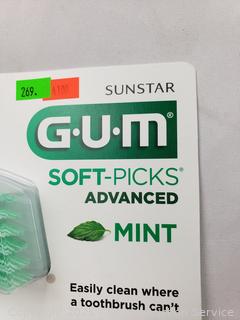 269.
SUNSTAR
G·U·M®
SOFT-PICKS®
ADVANCED
MINT
Easily clean where
a toothbrush can't